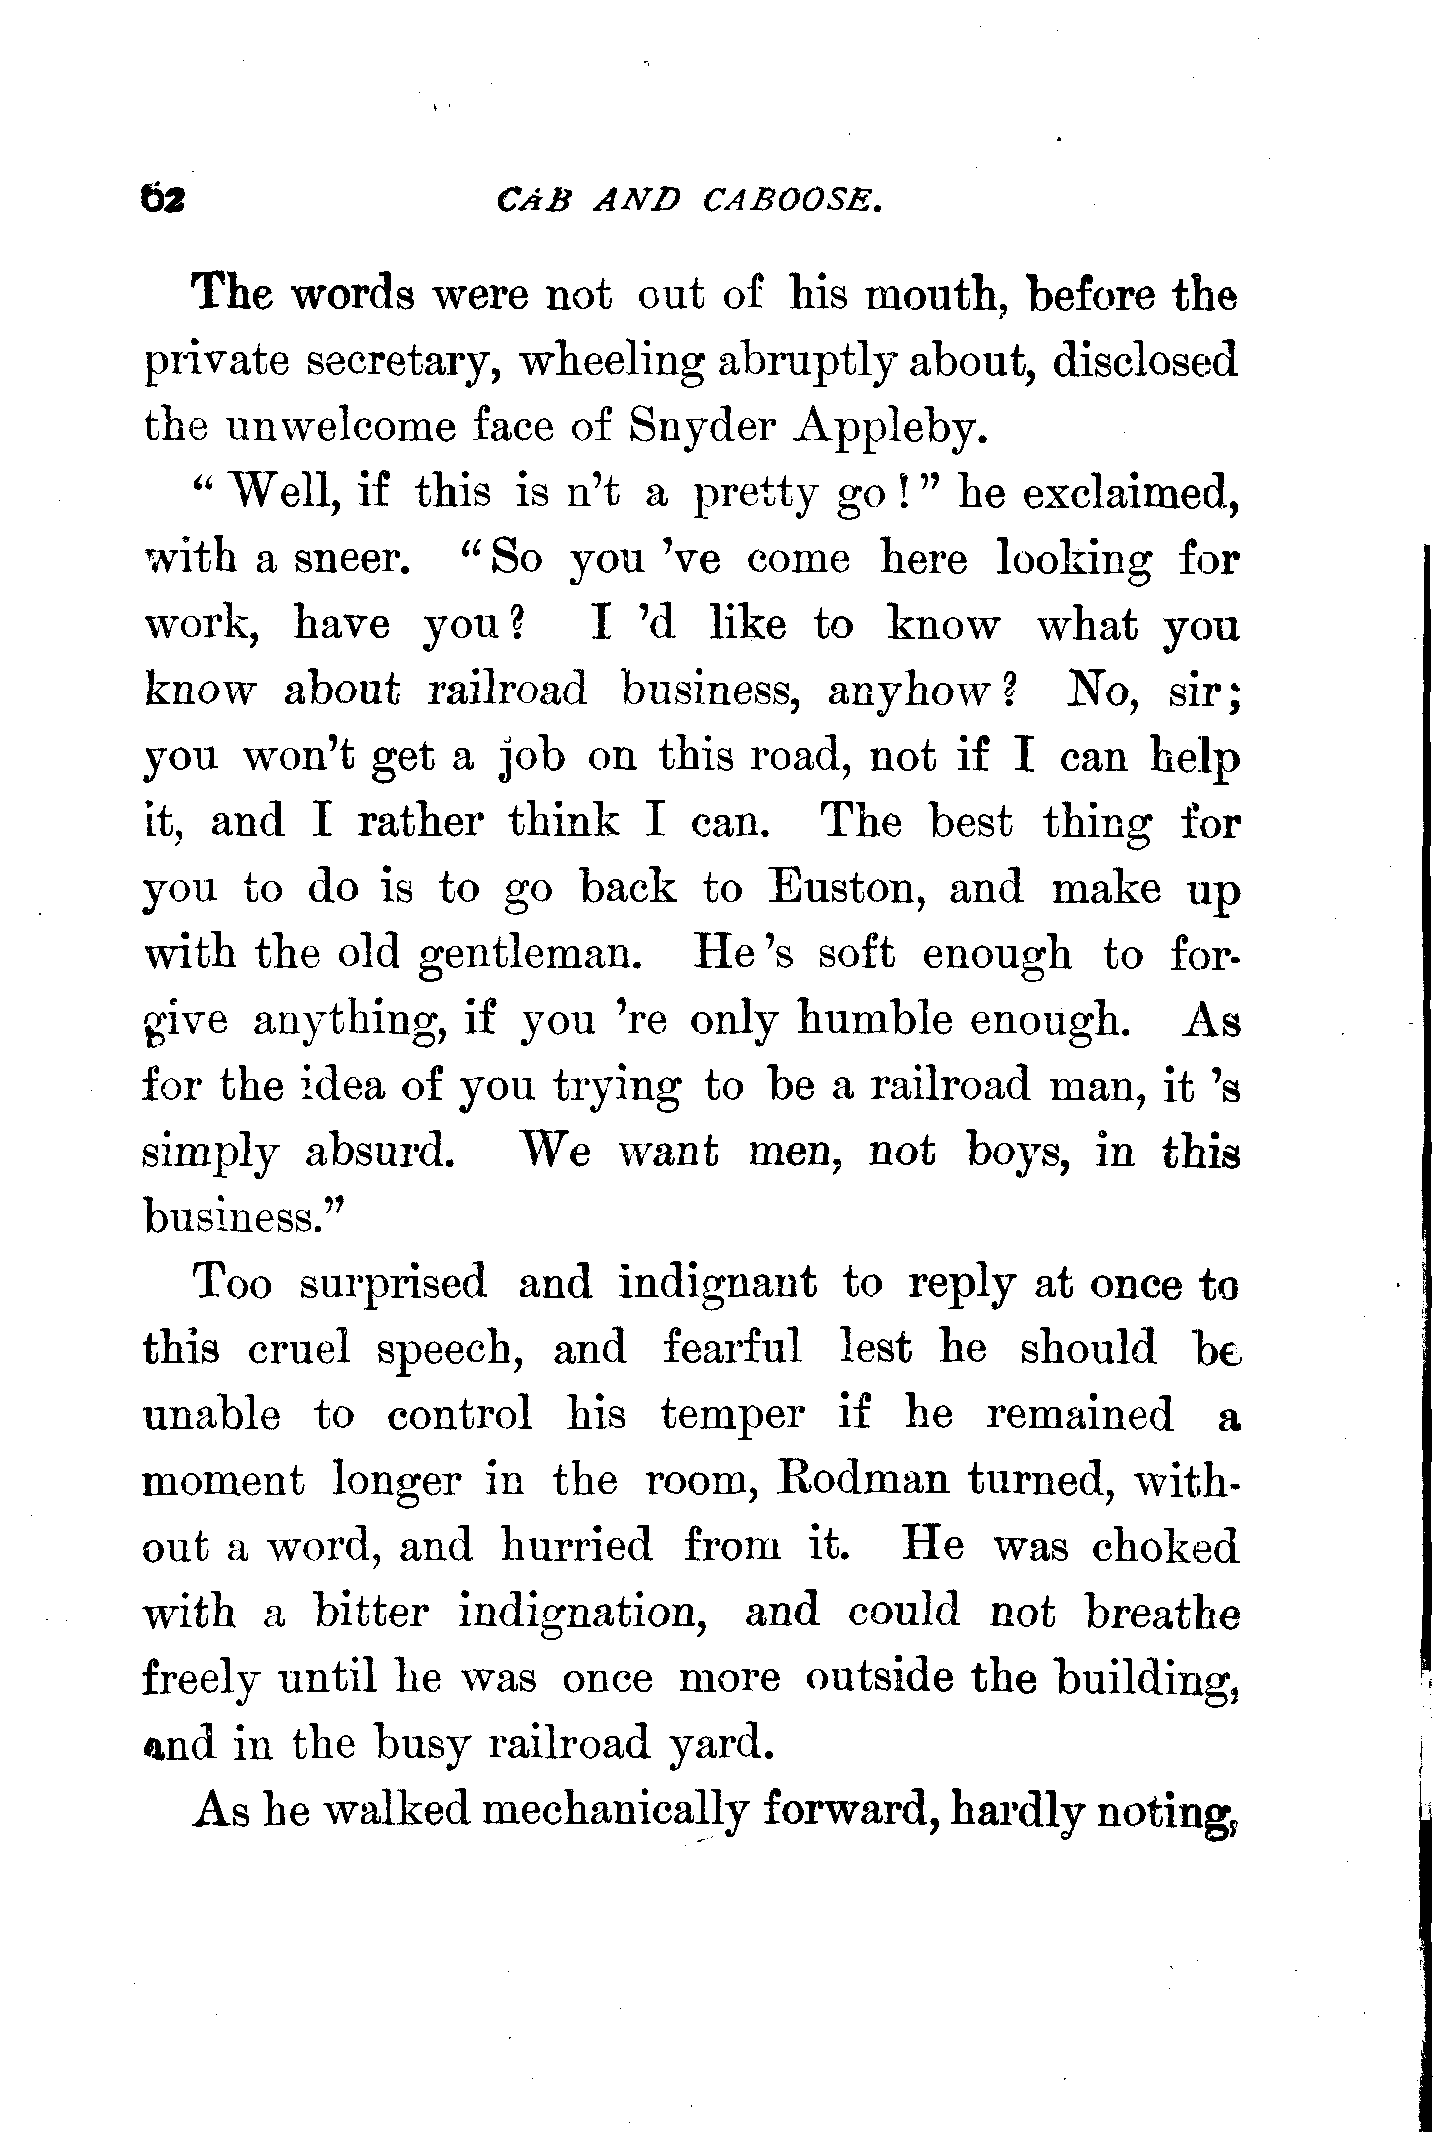 62 CAB AND CABOOSE.
The words were not out of his mouth, before the
private secretary, wheeling abruptly about, disclosed
the unwelcome face of Snyder Appleby.
“ Well, if this is n’t a pretty go ! ” he exclaimed,
with a sneer. “ So you ’ve come here looking for
work, have you ? I ’d like to know what you
know about railroad business, anyhow ? No, sir ;
you won’t get a job on this road, not if I can help
it, and I rather think I can. The best thing for
you to do is to go back to Euston, and make up
with the old gentleman. He ’s soft enough to for-
give anything, if you ’re only humble enough. As
for the idea of you trying to be a railroad man, it ’s
simply absurd. We want men, not boys, in this
business.”
Too surprised and indignant to reply at once to
this cruel speech, and fearful lest he should be
unable to control his temper if he remained a
moment longer in the room, Rodman turned, with-
out a word, and hurried from it. He was choked
with a bitter indignation, and could not breathe
freely until he was once more outside the building,
and in the busy railroad yard.
As he walked mechanically forward, hardly noting,